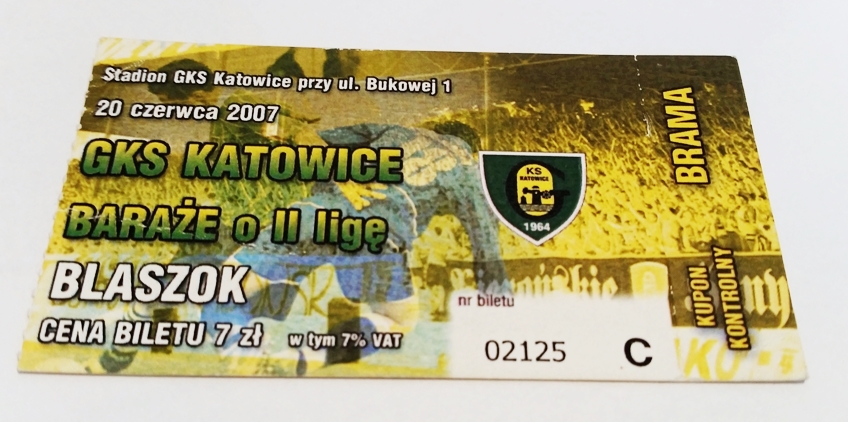 Stadion GKS Katowice przy ul. Bukowej 1
20 czerwca 2007
GKS KATOWICE
BARAŻE o II ligę
BLASZOK
CENA BILETU 7 zł w tym 7% VAT
KS
KATOWICE
1964
nr biletu
02125 C
BRAMA
KUPON
KONTROLNY